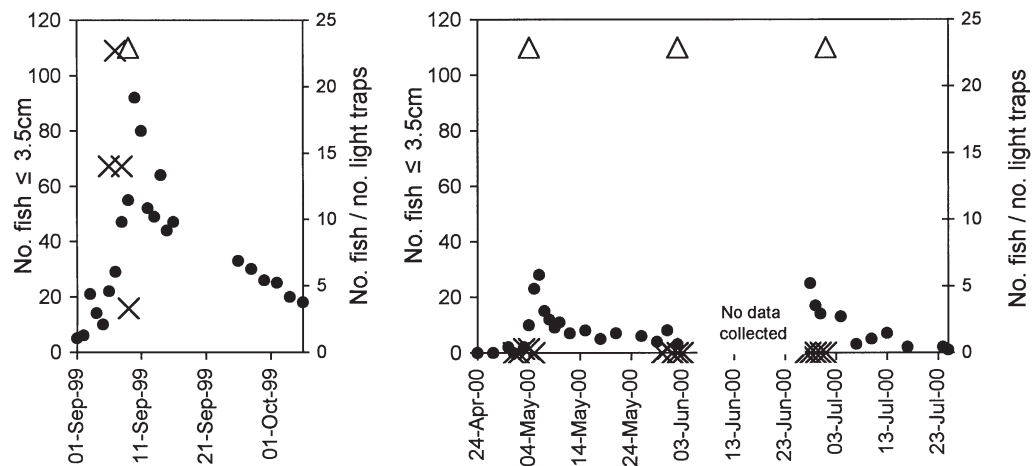 No. fish ≤ 3.5cm
120
100
80
60
40
20
0
25
20
15
10
5
0
No. fish / no. light traps
01-Sep-99
11-Sep-99
21-Sep-99
01-Oct-99
No. fish ≤ 3.5cm
120
100
80
60
40
20
0
No data
collected
25
20
15
10
5
0
No. fish / no. light traps
24-Apr-00
04-May-00
14-May-00
24-May-00
03-Jun-00
13-Jun-00
23-Jun-00
03-Jul-00
13-Jul-00
23-Jul-00